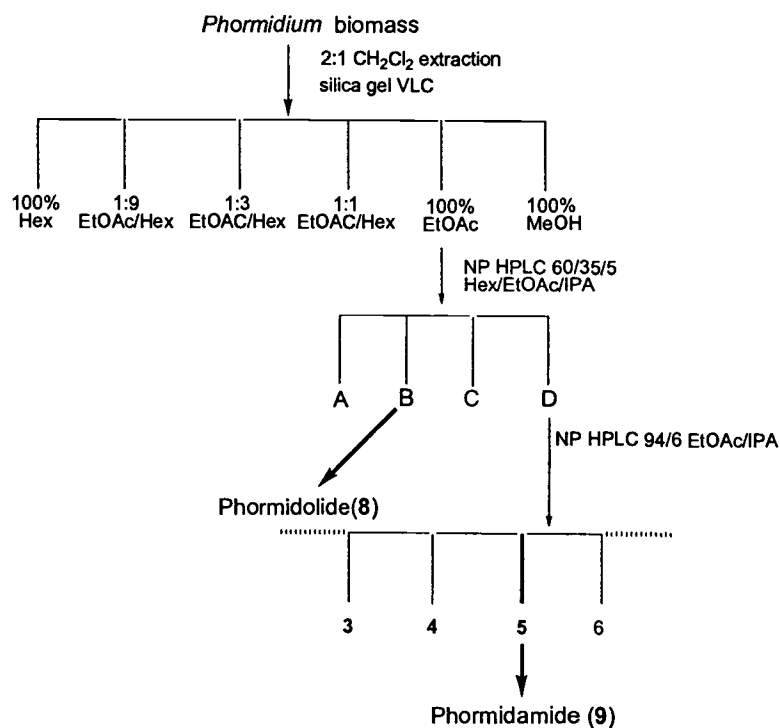 Phormidium biomass
2:1 CH₂Cl₂ extraction
silica gel VLC
100% Hex
1:9 EtOAc/Hex
1:3 EtOAC/Hex
1:1 EtOAC/Hex
100% EtOAc
100% MeOH
NP HPLC 60/35/5
Hex/EtOAc/IPA
A B C D
NP HPLC 94/6 EtOAc/IPA
Phormidolide(8)
3 4 5 6
Phormidamide (9)